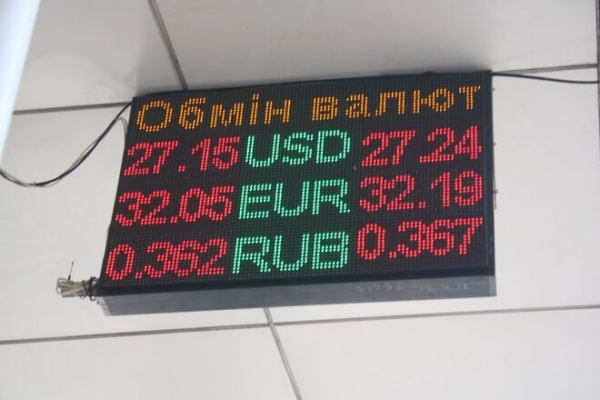 Обмін валют
27.15 USD 27.24
32.05 EUR 32.19
0.362 RUB 0.367